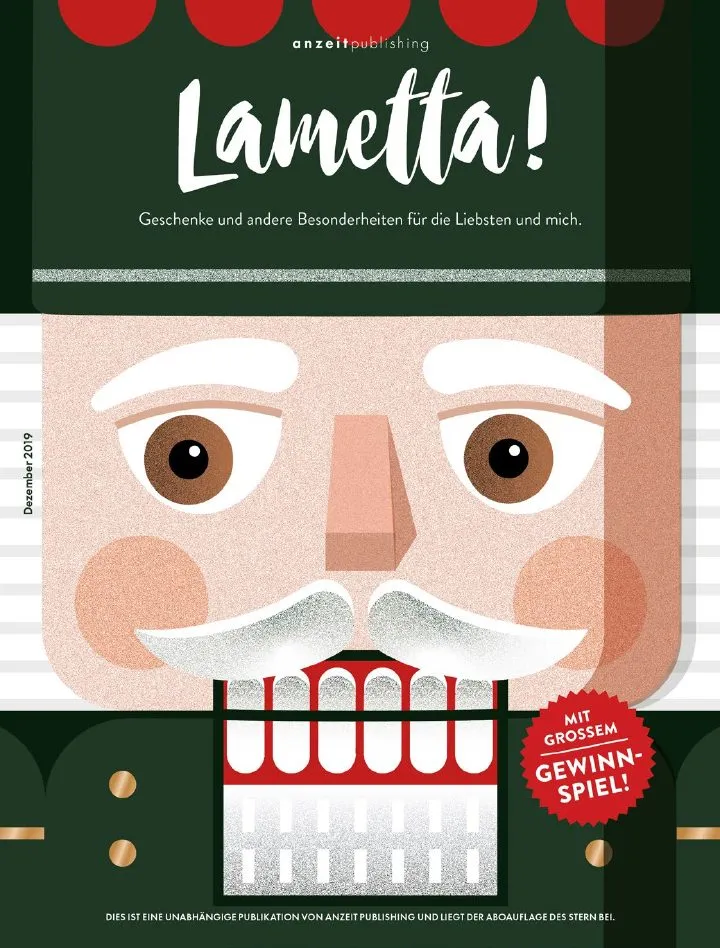 anzeitpublishing
Lametta!
Geschenke und andere Besonderheiten für die Liebsten und mich.
Dezember 2019
MIT
GROSSEM
GEWINN-
SPIEL!
DIES IST EINE UNABHÄNGIGE PUBLIKATION VON ANZEIT PUBLISHING UND LIEGT DER ABOAUFLAGE DES STERN BEI.